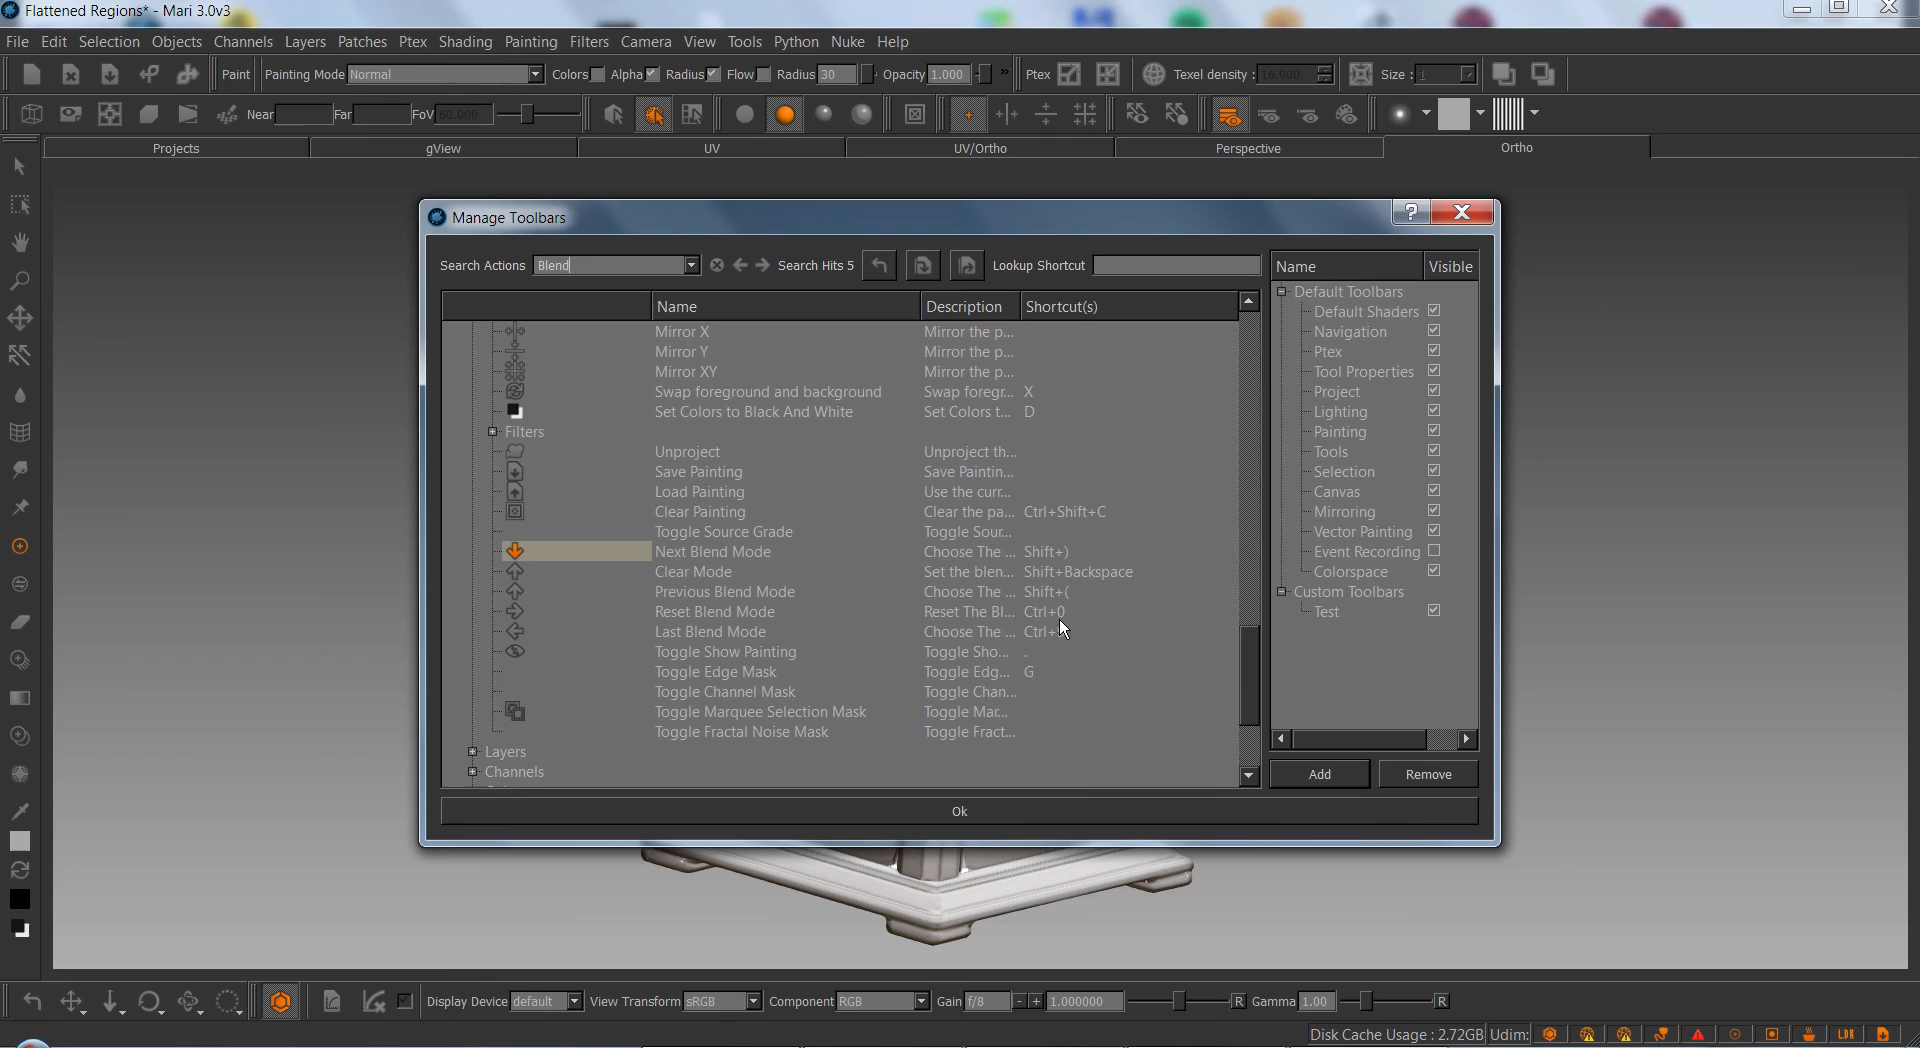 Flattened Regions* - Mari 3.0v3
File Edit Selection Objects Channels Layers Patches Ptex Shading Painting Filters Camera View Tools Python Nuke Help
Paint Painting Mode Normal Colors Alpha Radius Flow Radius 30 Opacity 1.000 » Ptex Texel density : 16.000 Size : 1
Near Far FoV 60.000
Projects gView UV UV/Ortho Perspective Ortho
Manage Toolbars
Search Actions Blend Search Hits 5 Lookup Shortcut Name Visible
Name Description Shortcut(s)
Default Toolbars
Default Shaders
Mirror X Mirror the p... Navigation
Mirror Y Mirror the p... Ptex
Mirror XY Mirror the p... Tool Properties
Swap foreground and background Swap foregr... X Project
Set Colors to Black And White Set Colors t... D Lighting
Filters Painting
Unproject Unproject th... Tools
Save Painting Save Paintin... Selection
Load Painting Use the curr... Canvas
Clear Painting Clear the pa... Ctrl+Shift+C Mirroring
Toggle Source Grade Toggle Sour... Vector Painting
Next Blend Mode Choose The ... Shift+) Event Recording
Clear Mode Set the blen... Shift+Backspace Colorspace
Previous Blend Mode Choose The ... Shift+( Custom Toolbars
Reset Blend Mode Reset The Bl... Ctrl+0 Test
Last Blend Mode Choose The ... Ctrl+
Toggle Show Painting Toggle Sho... .
Toggle Edge Mask Toggle Edg... G
Toggle Channel Mask Toggle Chan...
Toggle Marquee Selection Mask Toggle Mar...
Toggle Fractal Noise Mask Toggle Fract...
Layers
Channels
Add Remove
Ok
Display Device default View Transform sRGB Component RGB Gain f/8 - + 1.000000 R Gamma 1.00 R
Disk Cache Usage : 2.72GB Udim: LDR